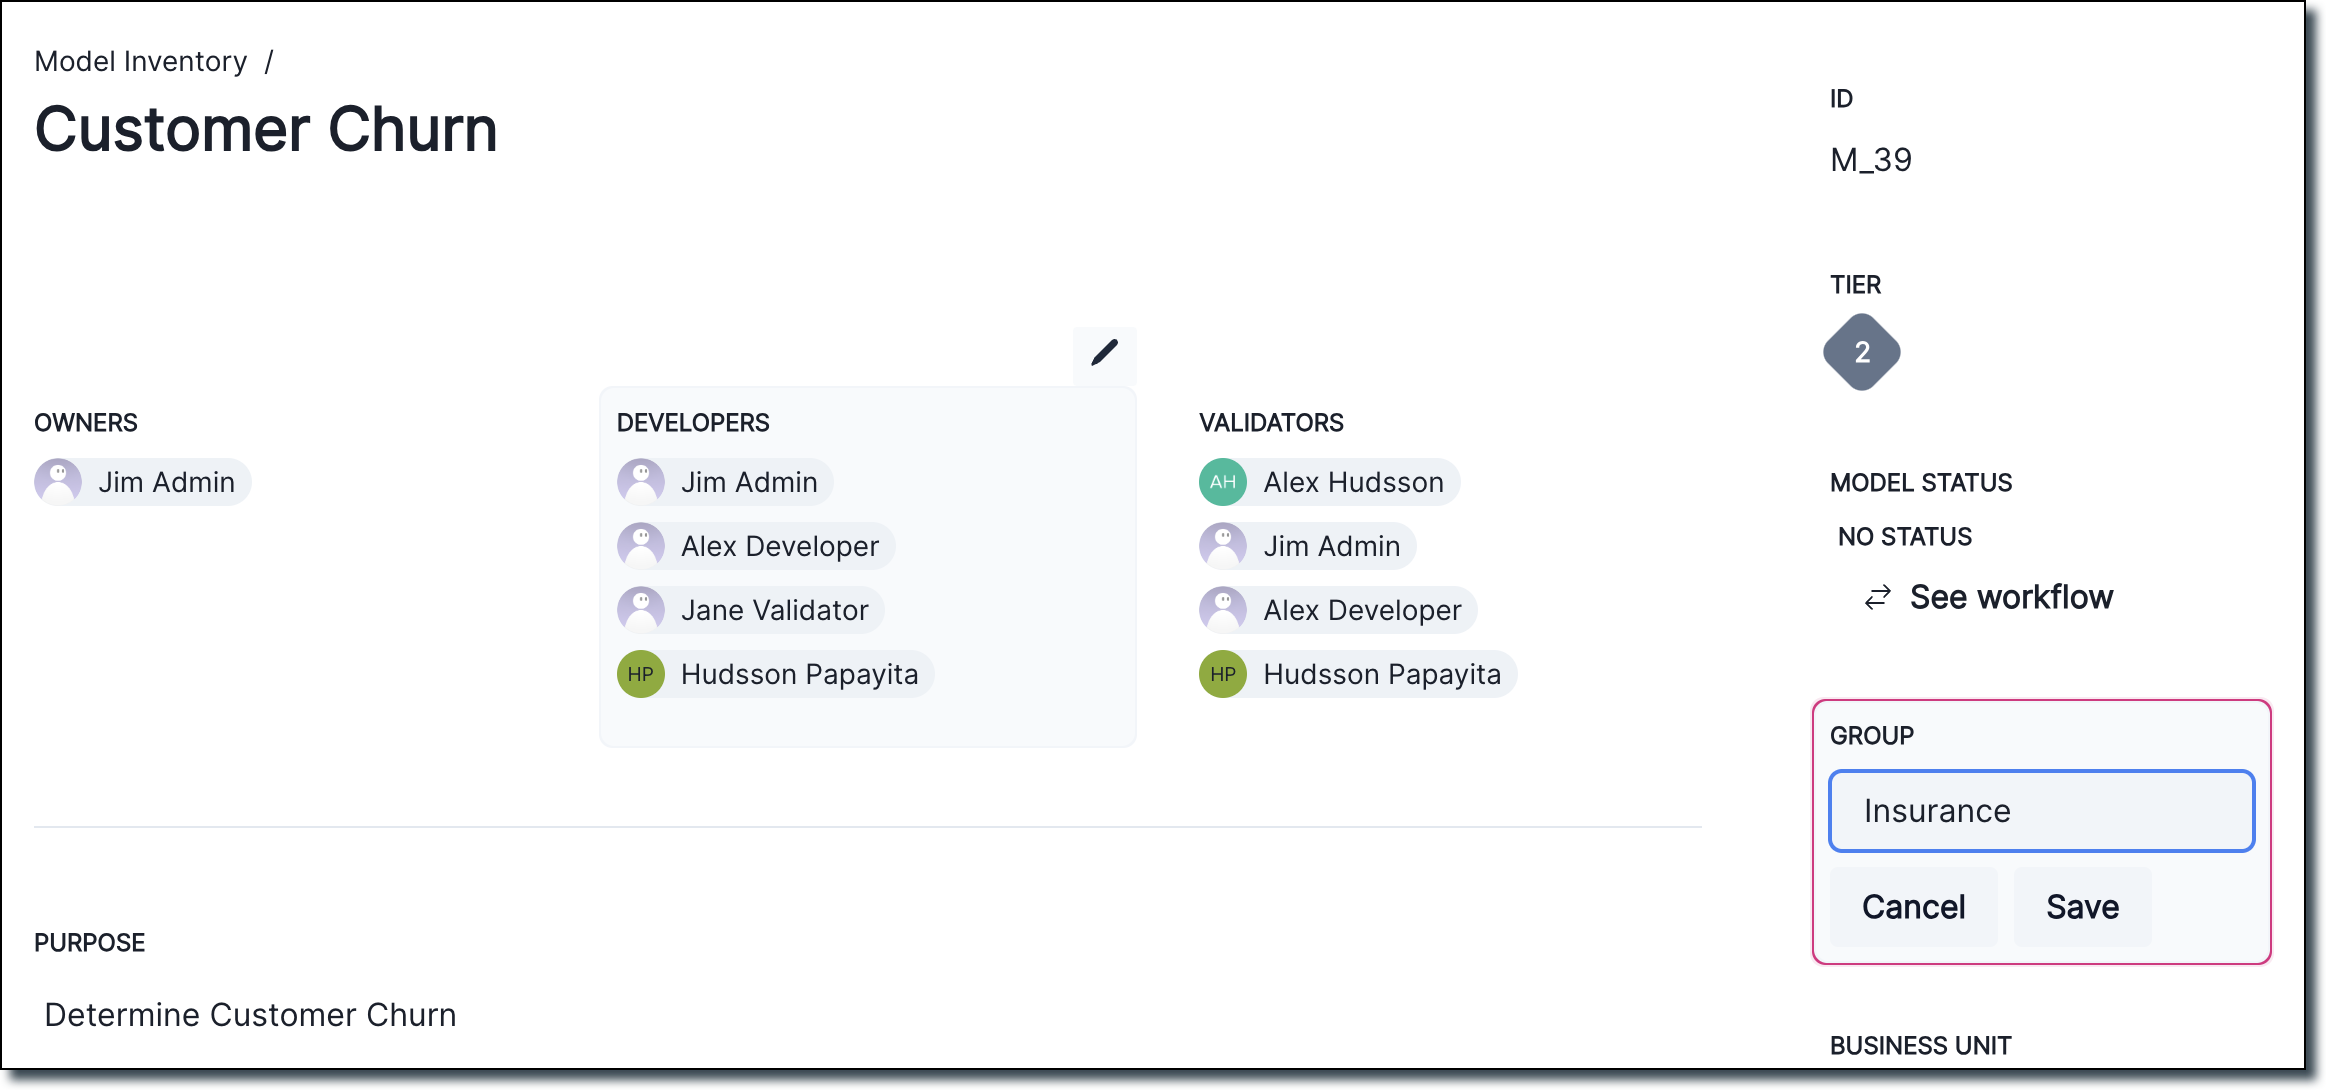 Model Inventory /
Customer Churn
OWNERS
Jim Admin
DEVELOPERS
Jim Admin
Alex Developer
Jane Validator
HP Hudsson Papayita
VALIDATORS
AH Alex Hudsson
Jim Admin
Alex Developer
HP Hudsson Papayita
PURPOSE
Determine Customer Churn
ID
M_39
TIER
2
MODEL STATUS
NO STATUS
See workflow
GROUP
Insurance
Cancel Save
BUSINESS UNIT